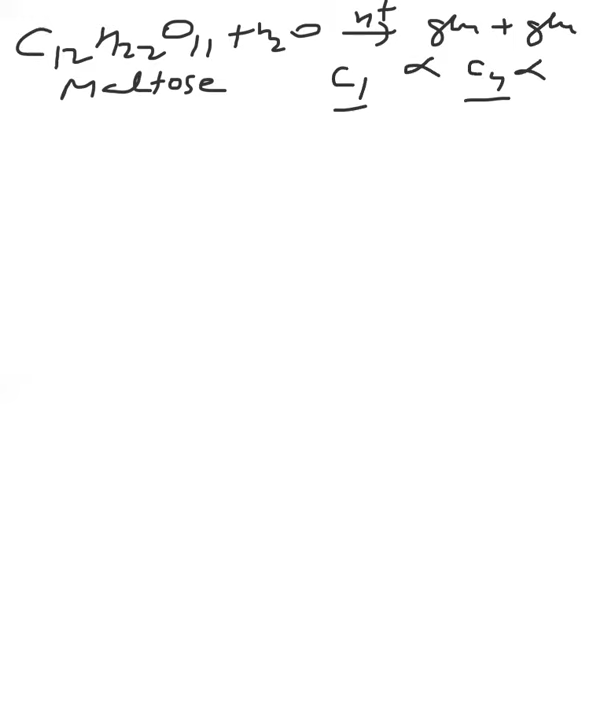 C₁₂H₂₂O₁₁ + H₂O →(H⁺) glu + glu
Maltose C₁ α C₄ α